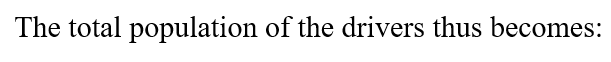 The total population of the drivers thus becomes: